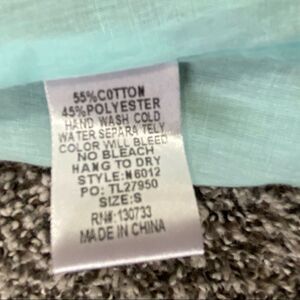 55%COTTON
45%POLYESTER
HAND WASH COLD
WATER SEPARA TELY
COLOR WILL BLEED
NO BLEACH
HANG TO DRY
STYLE:N6012
PO: TL27950
SIZE:S
RN#:130733
MADE IN CHINA